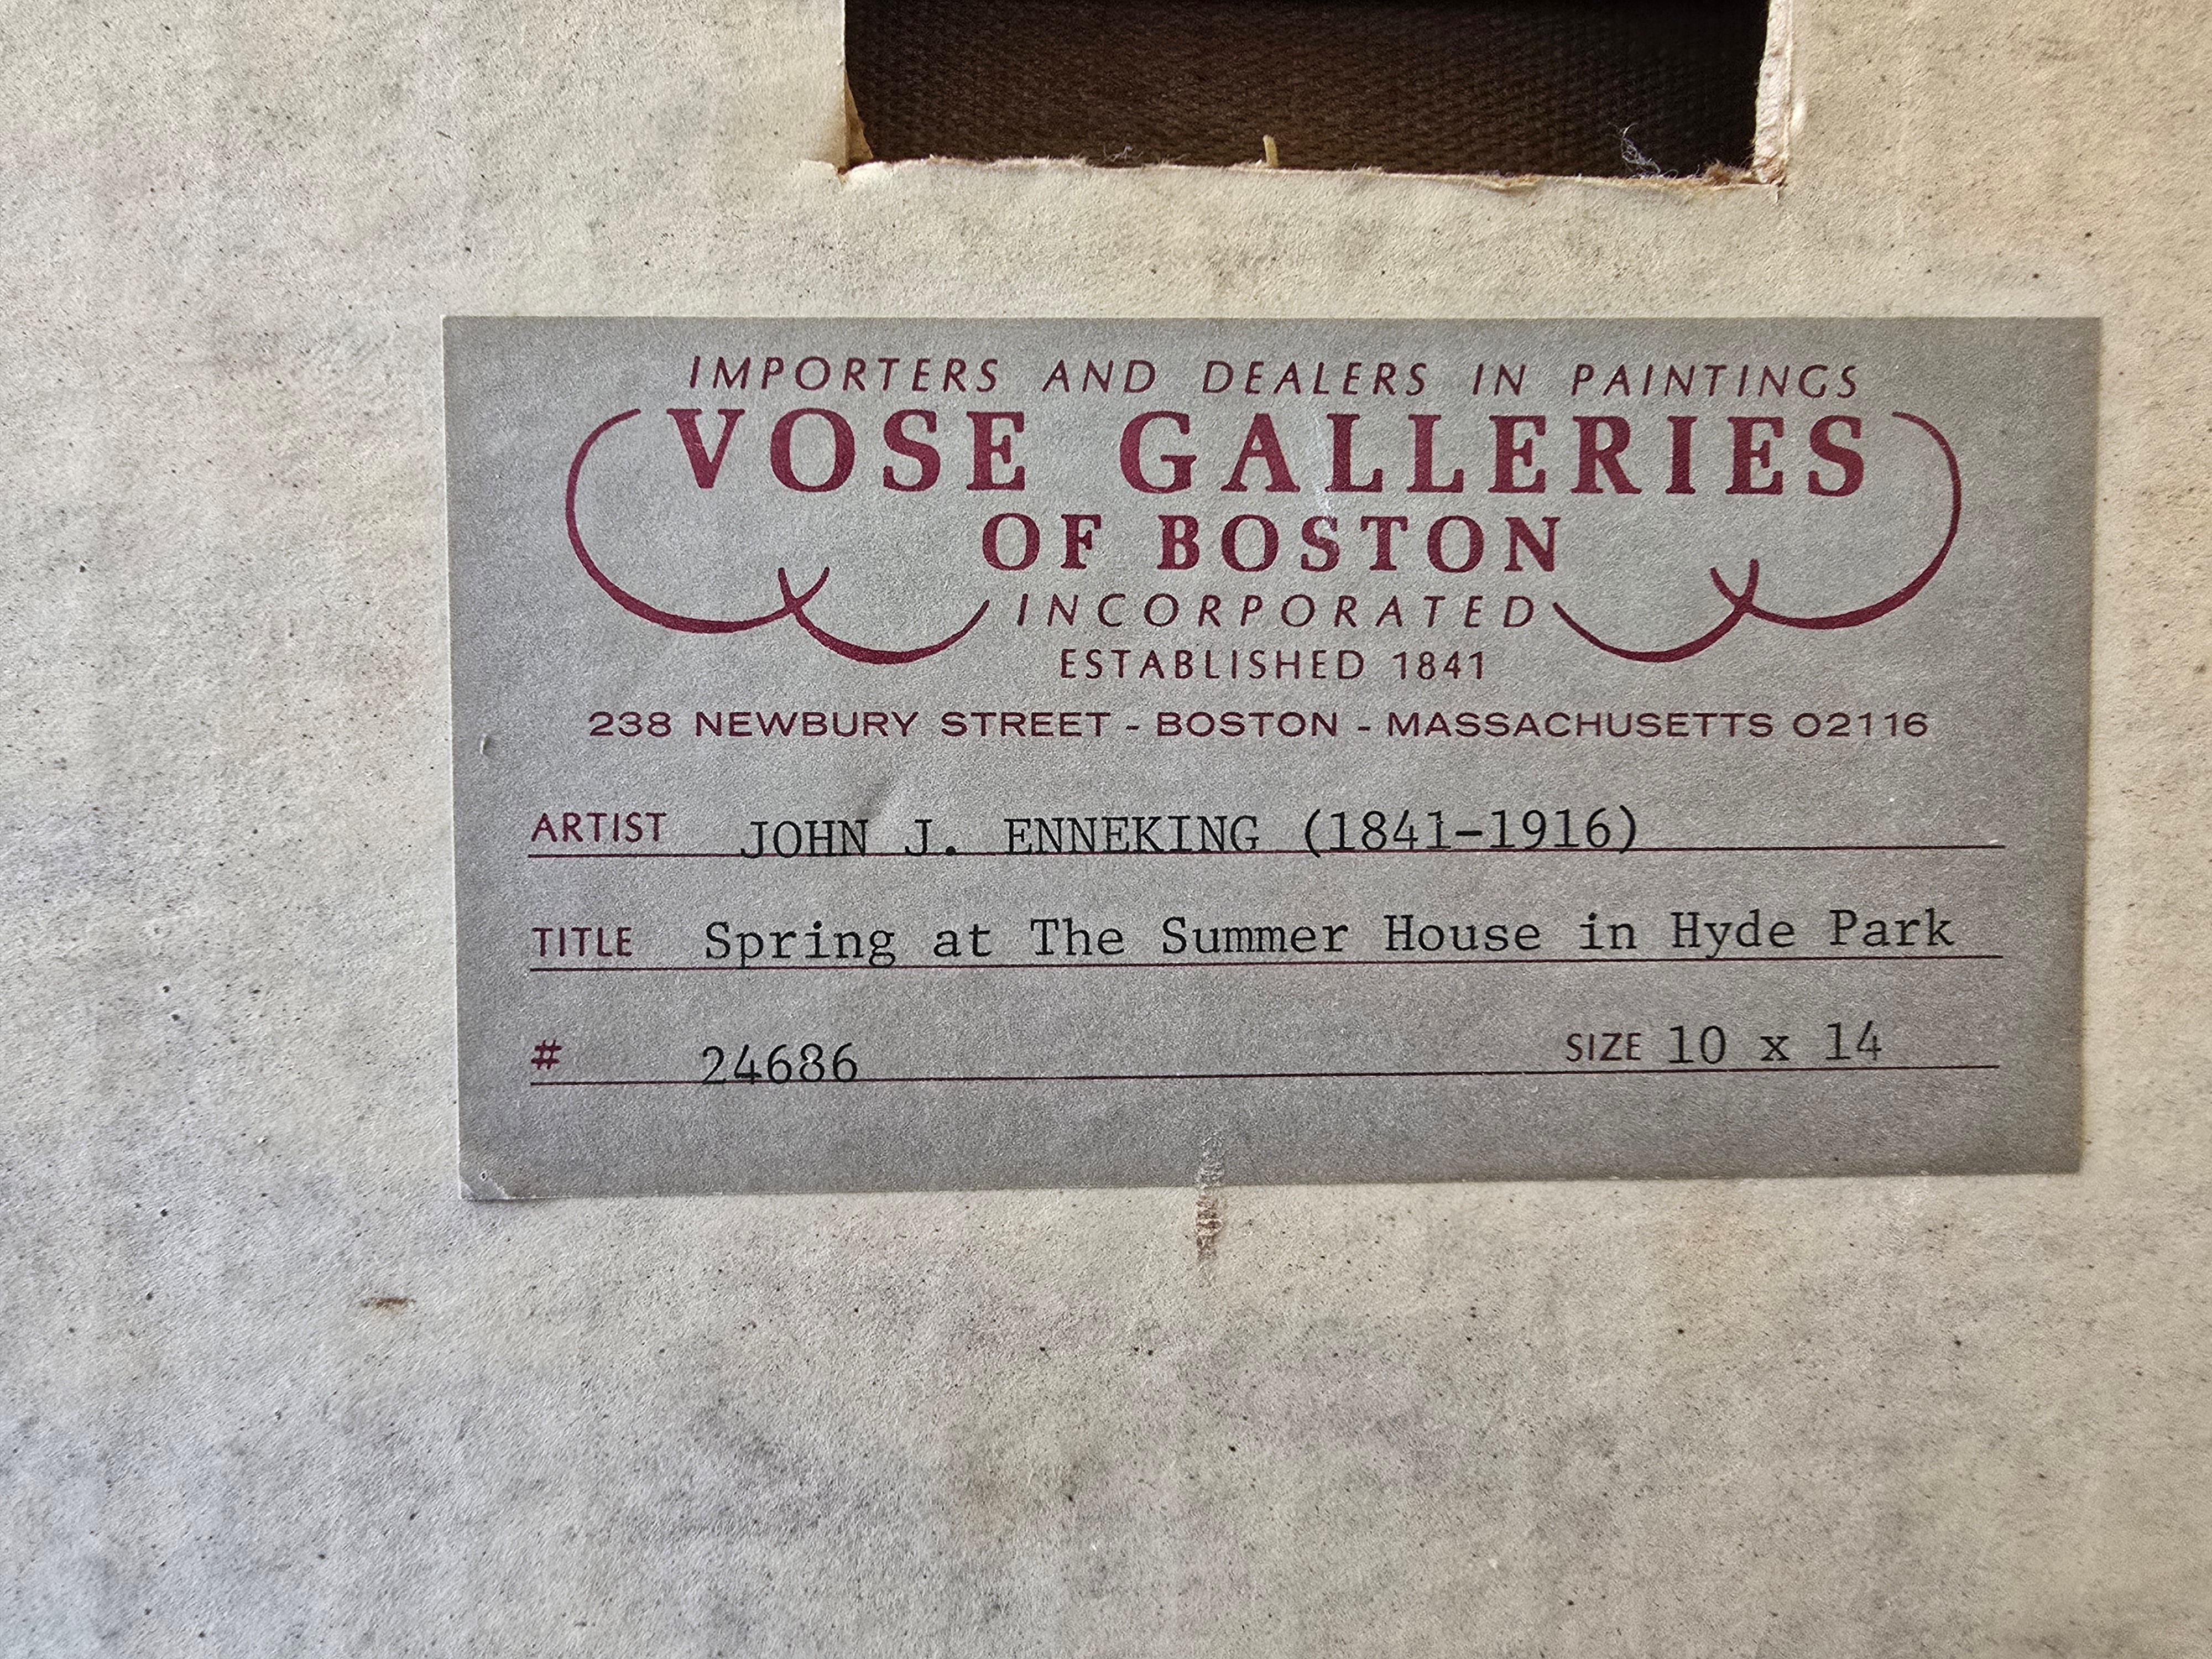 IMPORTERS AND DEALERS IN PAINTINGS
VOSE GALLERIES
OF BOSTON
INCORPORATED
ESTABLISHED 1841
238 NEWBURY STREET - BOSTON - MASSACHUSETTS 02116
ARTIST JOHN J. ENNEKING (1841-1916)
TITLE Spring at The Summer House in Hyde Park
# 24686 SIZE 10 x 14